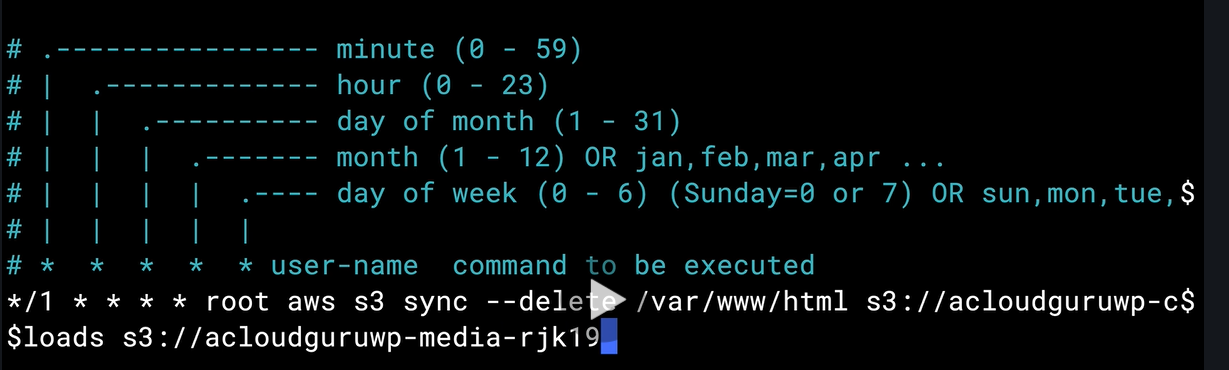 # .---------------- minute (0 - 59)
# |  .------------- hour (0 - 23)
# |  |  .---------- day of month (1 - 31)
# |  |  |  .------- month (1 - 12) OR jan,feb,mar,apr ...
# |  |  |  |  .---- day of week (0 - 6) (Sunday=0 or 7) OR sun,mon,tue,$
# |  |  |  |  |
# *  *  *  *  * user-name  command to be executed
*/1 * * * * root aws s3 sync --delete /var/www/html s3://acloudguruwp-c$
$loads s3://acloudguruwp-media-rjk19